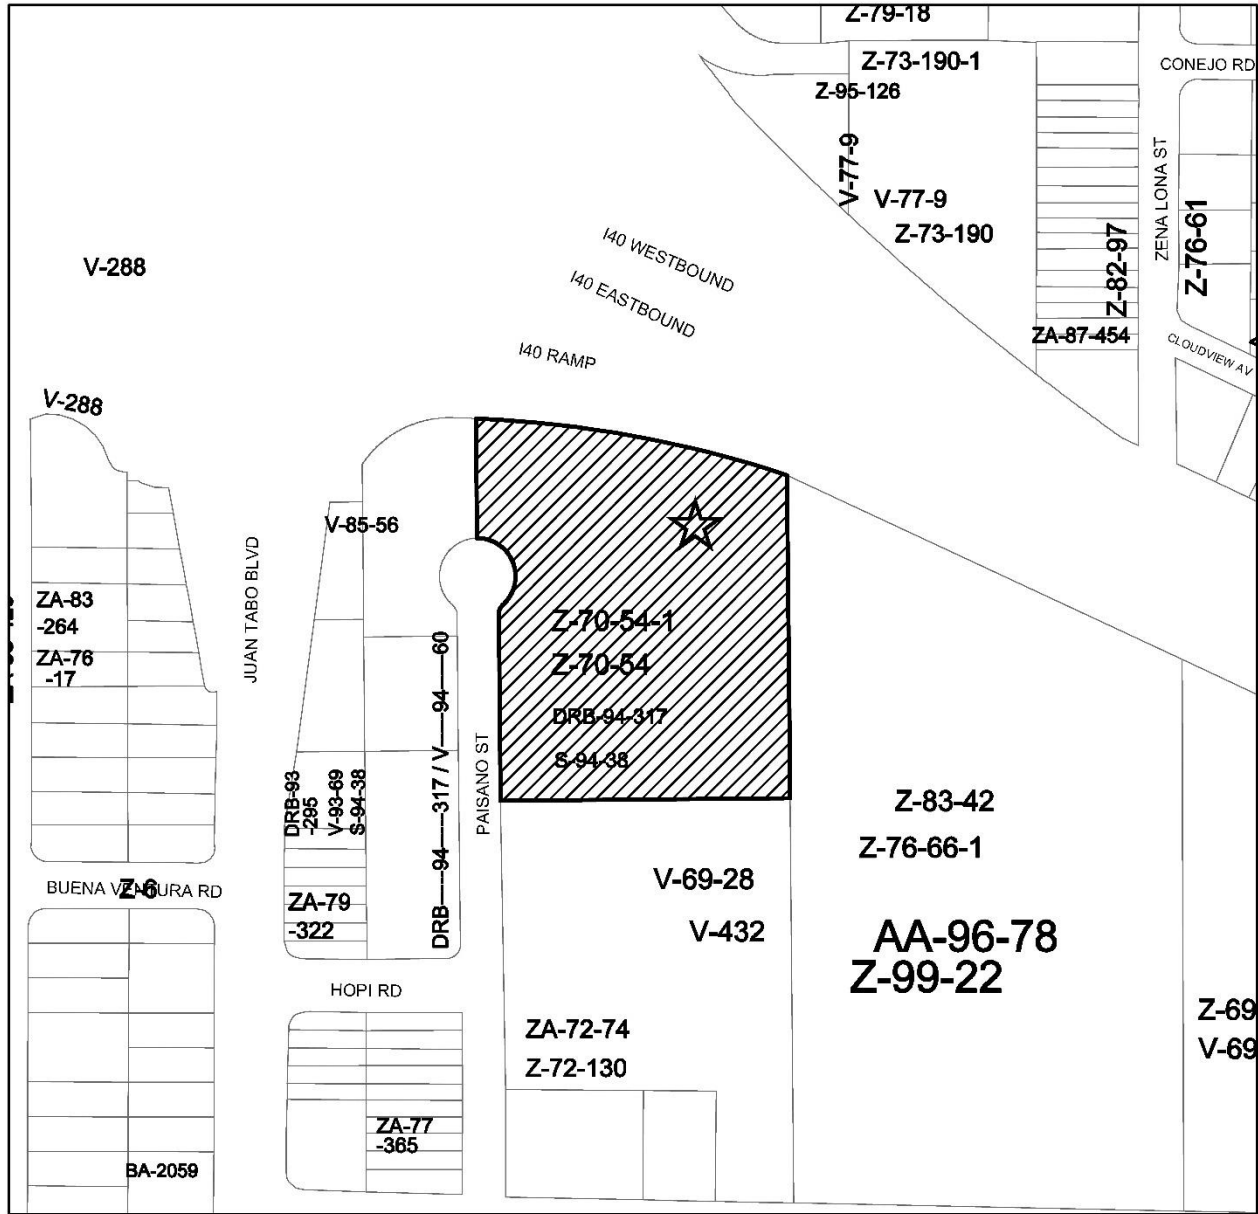 Z-79-18
Z-73-190-1
CONEJO RD
Z-95-126
V-77-9
V-77-9
Z-73-190
ZENA LONA ST
Z-76-61
Z-82-97
ZA-87-454
CLOUDVIEW AV
I40 WESTBOUND
I40 EASTBOUND
I40 RAMP
V-288
V-288
V-85-56
JUAN TABO BLVD
ZA-83
-264
ZA-76
-17
Z-70-54-1
Z-70-54
DRB-94-317
S-94-38
DRB-----94-----317 / V-----94-----60
PAISANO ST
DRB-93
-295
V-93-69
S-94-38
Z-83-42
Z-76-66-1
BUENA VENTURA RD
Z-6
ZA-79
-322
V-69-28
V-432
AA-96-78
Z-99-22
HOPI RD
ZA-72-74
Z-72-130
Z-69
V-69
ZA-77
-365
BA-2059